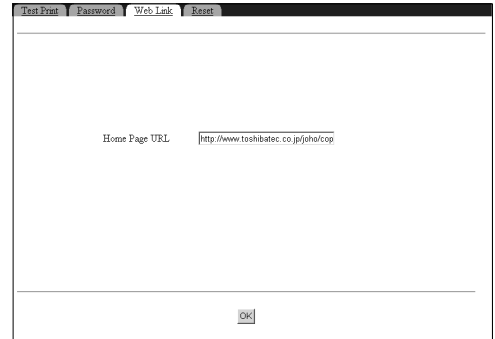 Test Print Password Web Link Reset
Home Page URL http://www.toshibatec.co.jp/joho/cop
OK